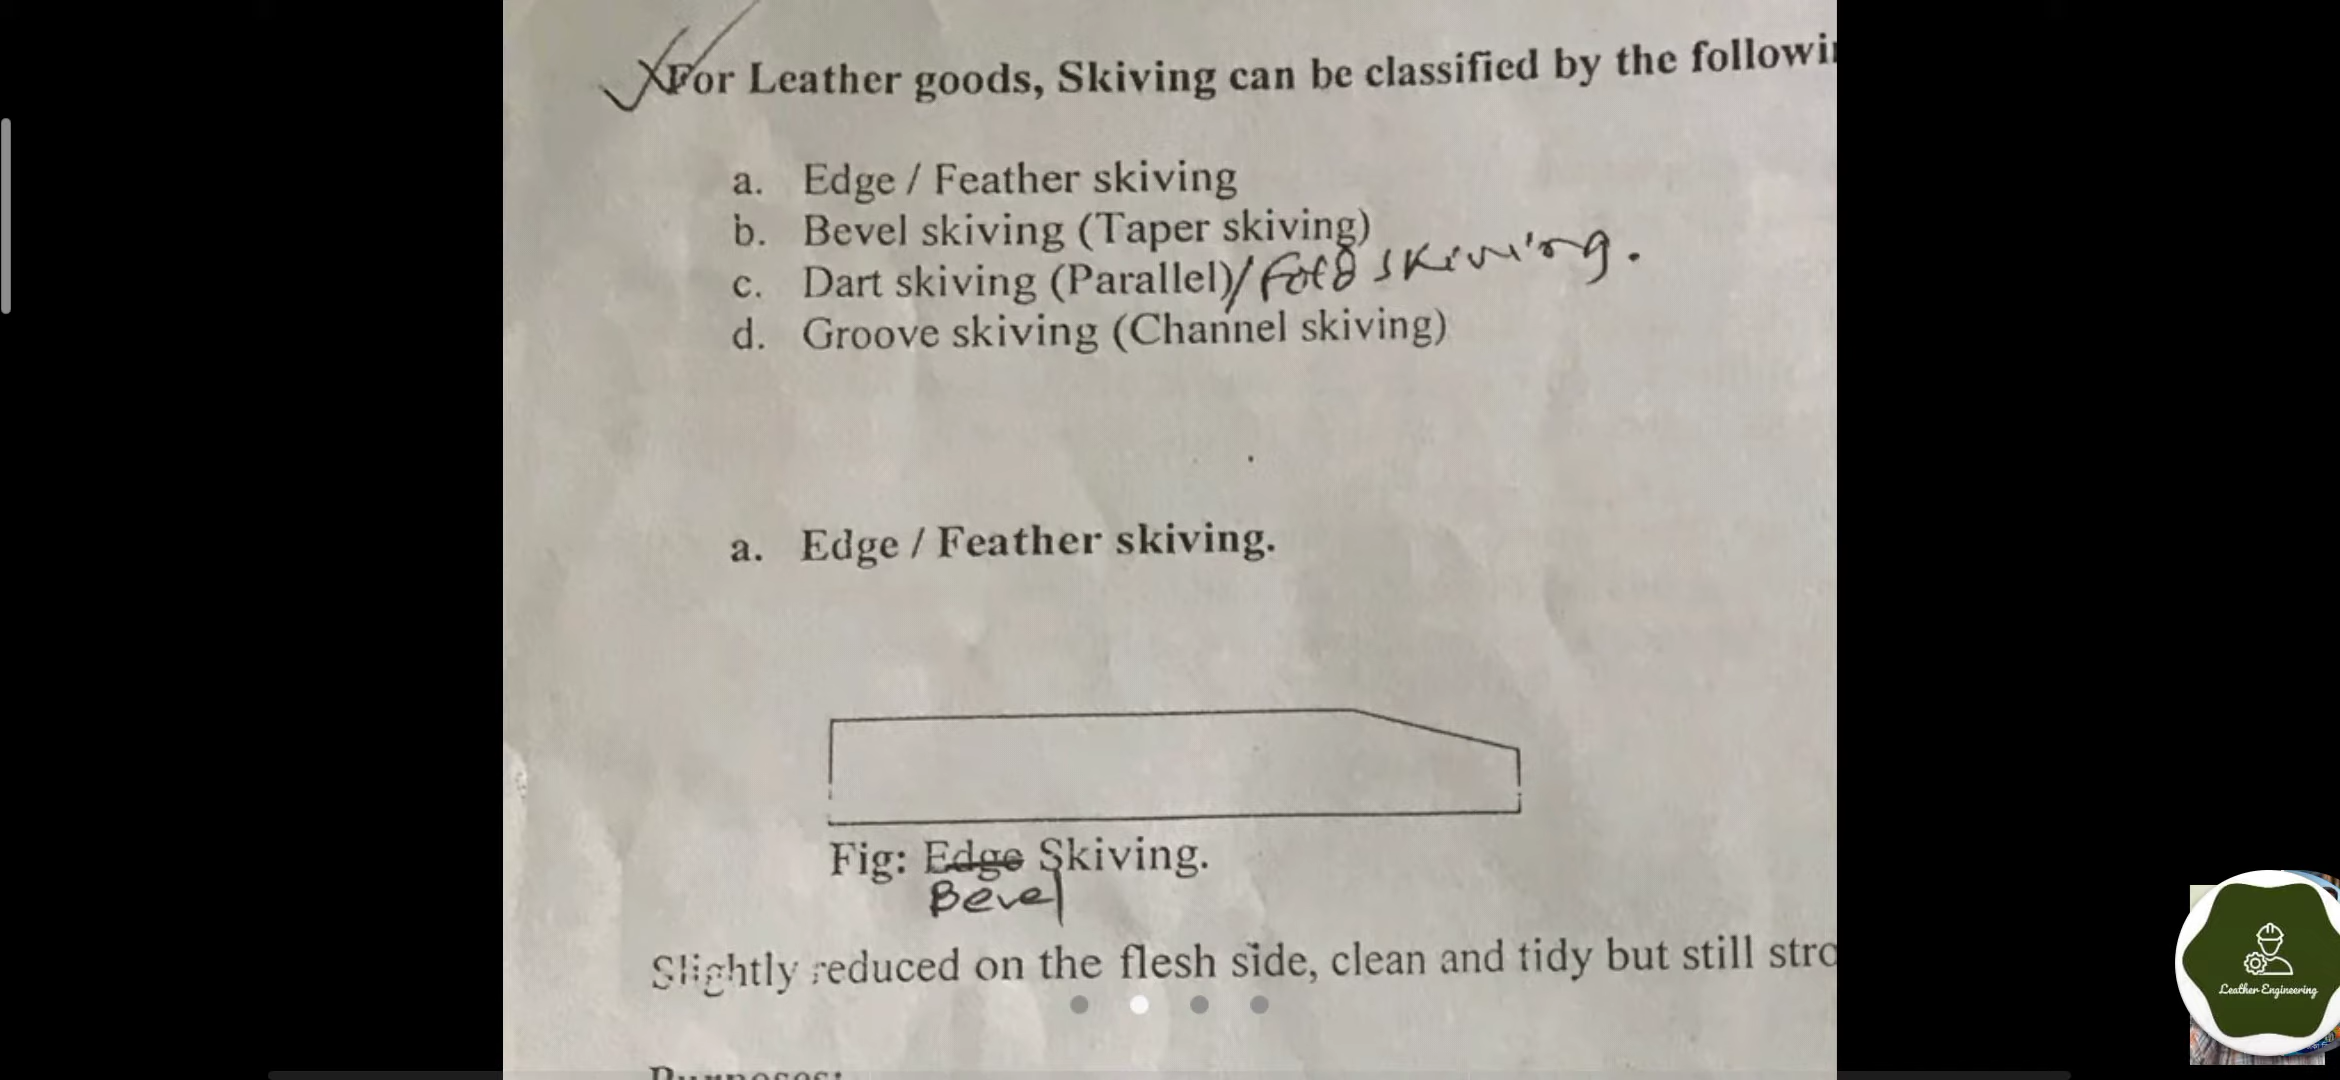 For Leather goods, Skiving can be classified by the followi
a. Edge / Feather skiving
b. Bevel skiving (Taper skiving)
c. Dart skiving (Parallel)/Fold skiving.
d. Groove skiving (Channel skiving)
a. Edge / Feather skiving.
Fig: Edge Skiving.
Bevel
Slightly reduced on the flesh side, clean and tidy but still stro
Leather Engineering